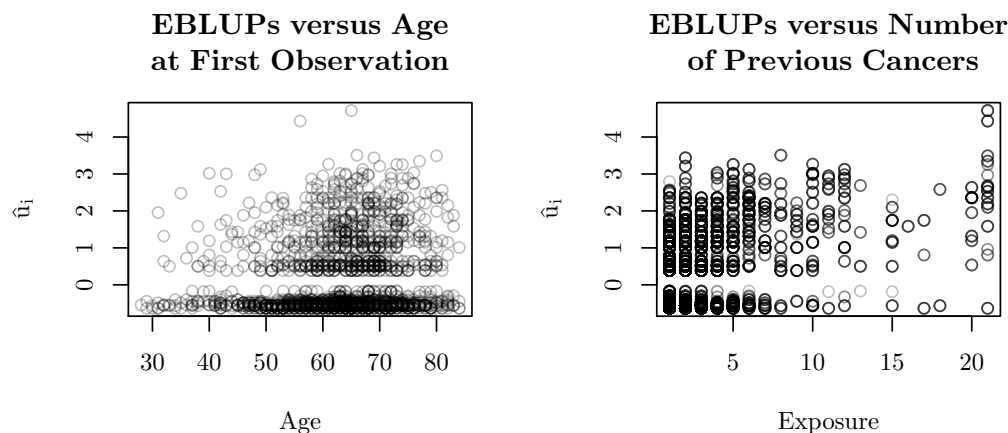 EBLUPs versus Age
at First Observation
û_i
4
3
2
1
0
30 40 50 60 70 80
Age
EBLUPs versus Number
of Previous Cancers
û_i
4
3
2
1
0
5 10 15 20
Exposure